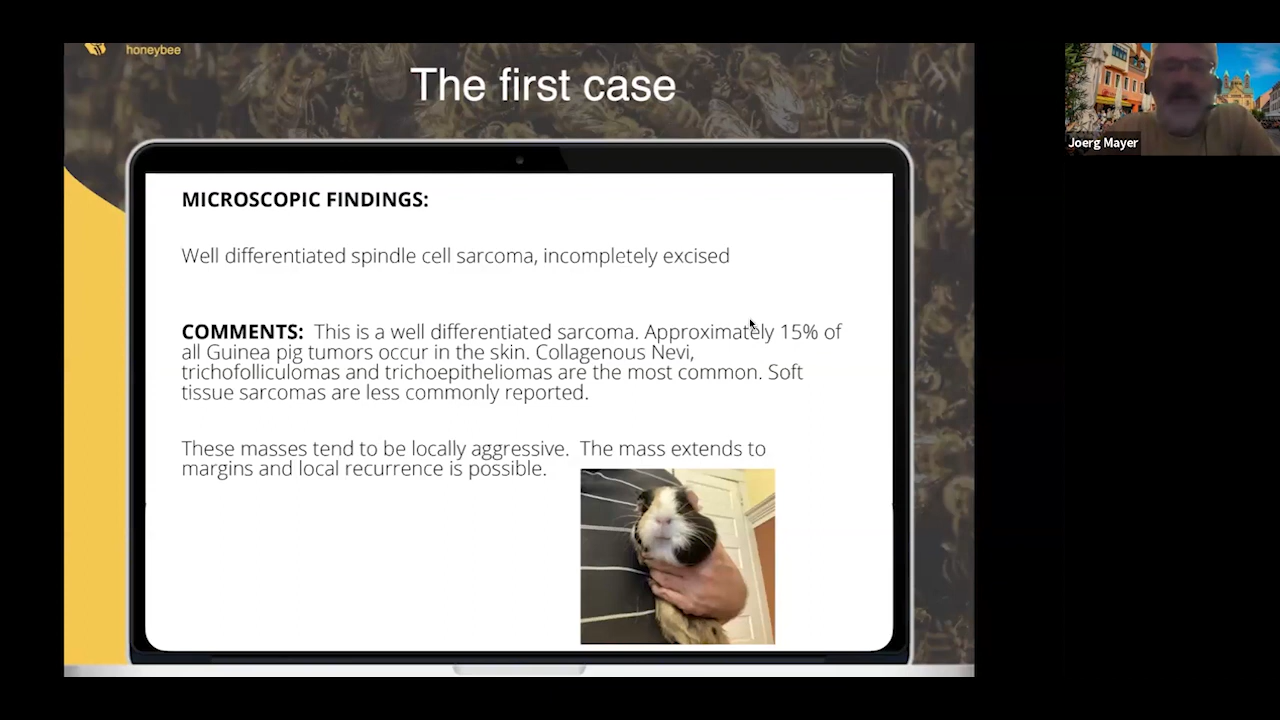 honeybee
The first case
Joerg Mayer
MICROSCOPIC FINDINGS:
Well differentiated spindle cell sarcoma, incompletely excised
COMMENTS: This is a well differentiated sarcoma. Approximately 15% of
all Guinea pig tumors occur in the skin. Collagenous Nevi,
trichofolliculomas and trichoepitheliomas are the most common. Soft
tissue sarcomas are less commonly reported.
These masses tend to be locally aggressive. The mass extends to
margins and local recurrence is possible.